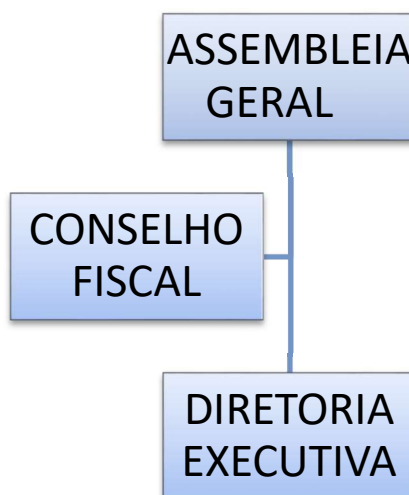 ASSEMBLEIA
GERAL
CONSELHO
FISCAL
DIRETORIA
EXECUTIVA